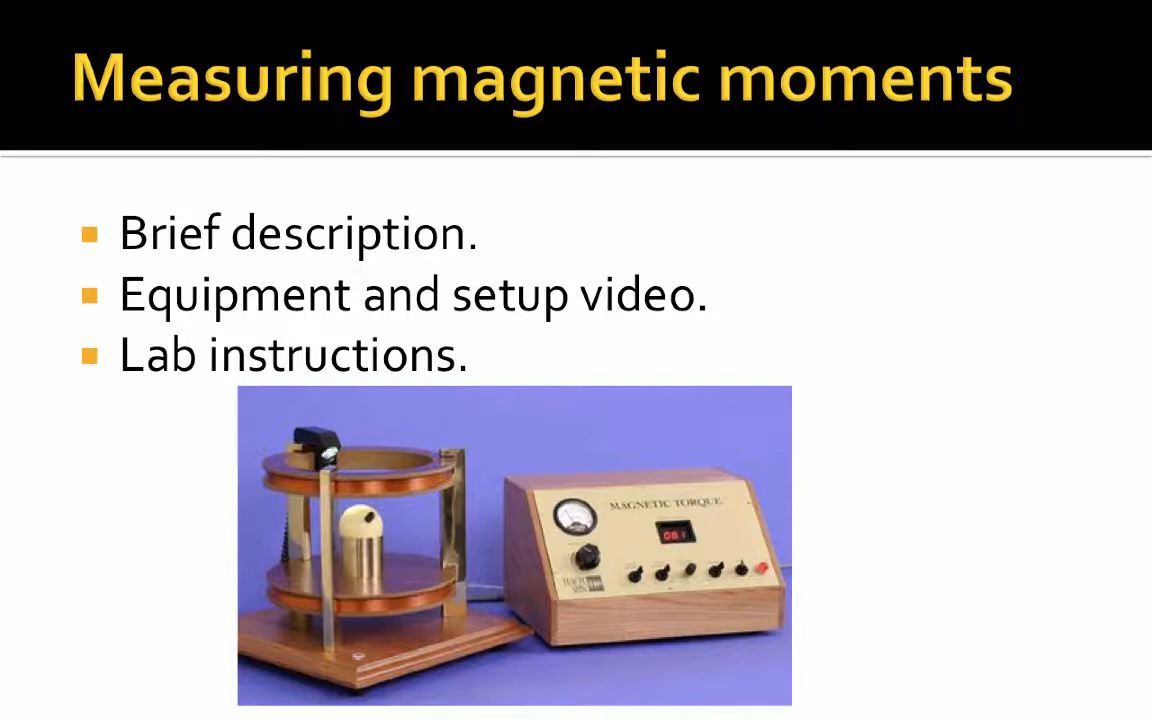 Measuring magnetic moments
Brief description.
Equipment and setup video.
Lab instructions.
MAGNETIC TORQUE